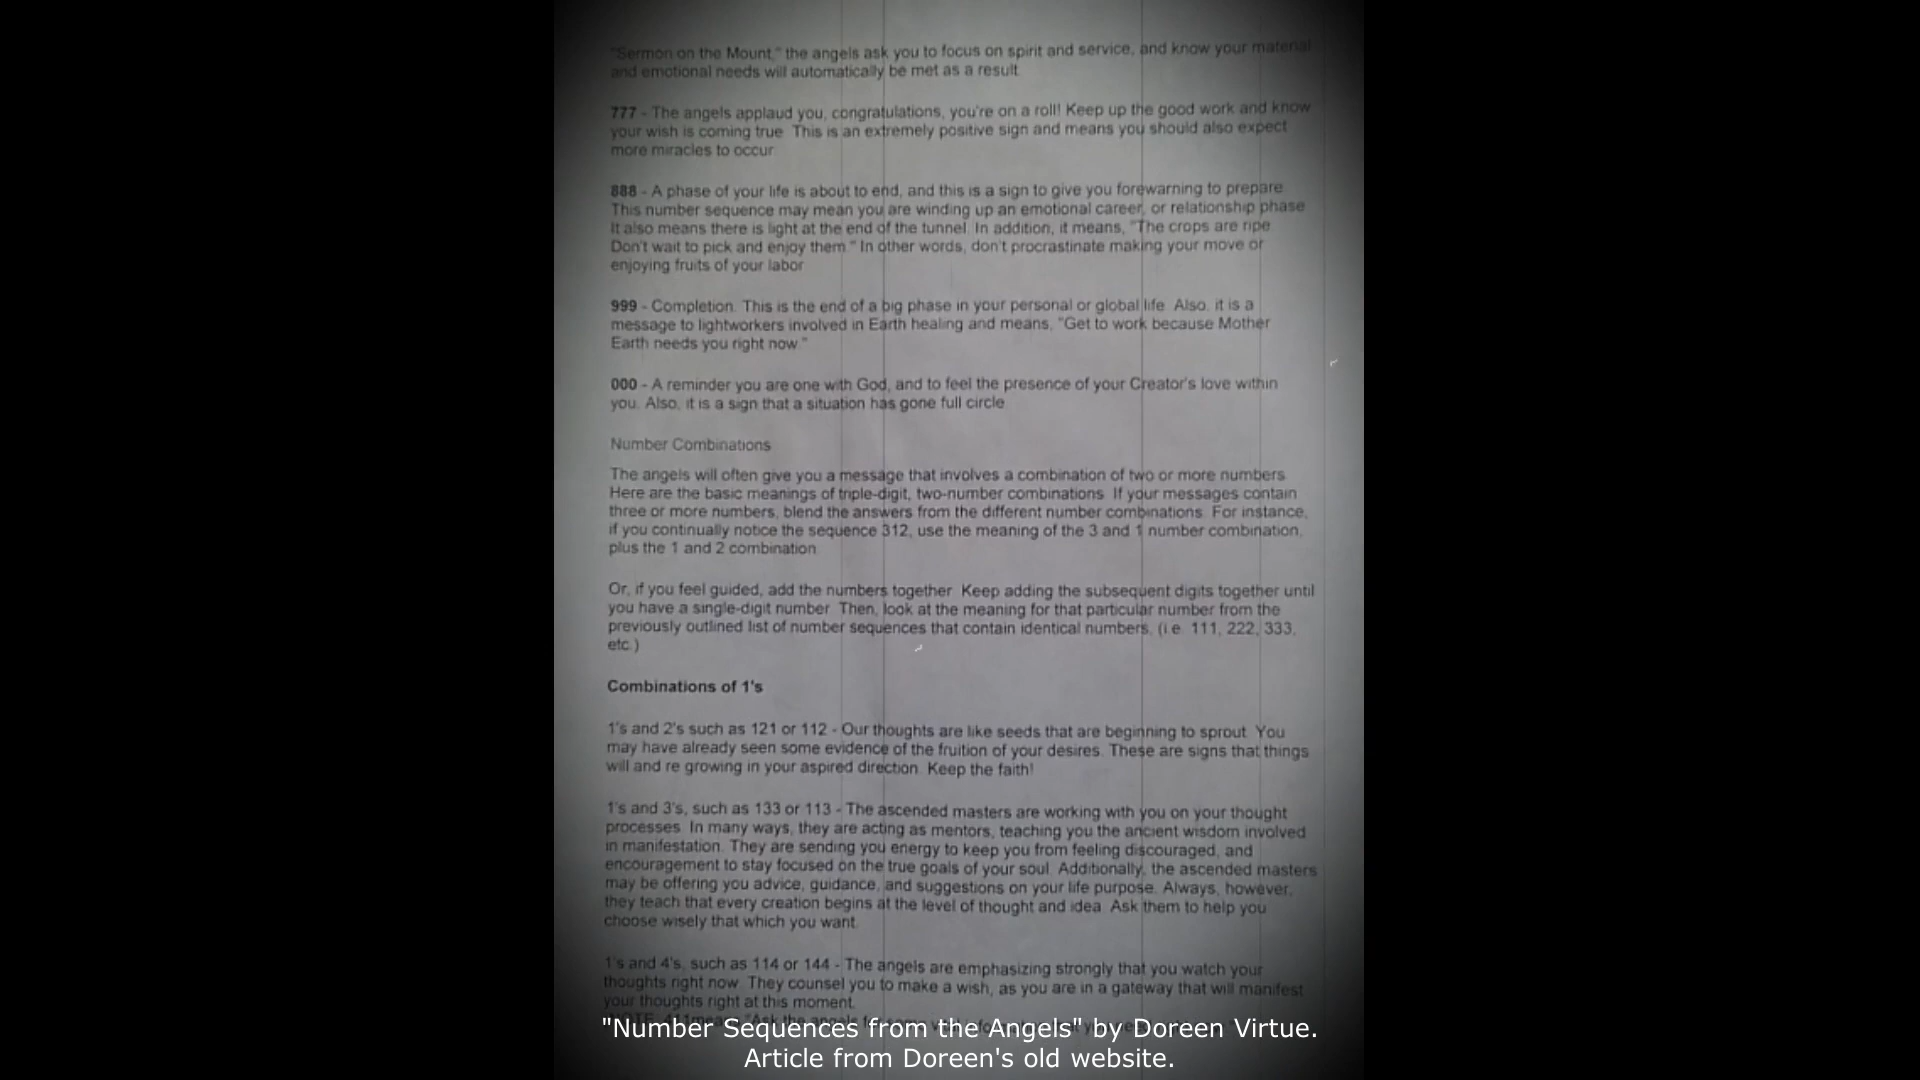 "Sermon on the Mount," the angels ask you to focus on spirit and service, and know your material
and emotional needs will automatically be met as a result.
777 - The angels applaud you, congratulations, you're on a roll! Keep up the good work and know
your wish is coming true. This is an extremely positive sign and means you should also expect
more miracles to occur.
888 - A phase of your life is about to end, and this is a sign to give you forewarning to prepare.
This number sequence may mean you are winding up an emotional career, or relationship phase.
It also means there is light at the end of the tunnel. In addition, it means, "The crops are ripe.
Don't wait to pick and enjoy them." In other words, don't procrastinate making your move or
enjoying fruits of your labor.
999 - Completion. This is the end of a big phase in your personal or global life. Also, it is a
message to lightworkers involved in Earth healing and means, "Get to work because Mother
Earth needs you right now."
000 - A reminder you are one with God, and to feel the presence of your Creator's love within
you. Also, it is a sign that a situation has gone full circle.
Number Combinations
The angels will often give you a message that involves a combination of two or more numbers.
Here are the basic meanings of triple-digit, two-number combinations. If your messages contain
three or more numbers, blend the answers from the different number combinations. For instance,
if you continually notice the sequence 312, use the meaning of the 3 and 1 number combination,
plus the 1 and 2 combination.
Or, if you feel guided, add the numbers together. Keep adding the subsequent digits together until
you have a single-digit number. Then, look at the meaning for that particular number from the
previously outlined list of number sequences that contain identical numbers, (i.e. 111, 222, 333,
etc.)
Combinations of 1's
1's and 2's such as 121 or 112 - Our thoughts are like seeds that are beginning to sprout. You
may have already seen some evidence of the fruition of your desires. These are signs that things
will and re growing in your aspired direction. Keep the faith!
1's and 3's, such as 133 or 113 - The ascended masters are working with you on your thought
processes. In many ways, they are acting as mentors, teaching you the ancient wisdom involved
in manifestation. They are sending you energy to keep you from feeling discouraged, and
encouragement to stay focused on the true goals of your soul. Additionally, the ascended masters
may be offering you advice, guidance, and suggestions on your life purpose. Always, however,
they teach that every creation begins at the level of thought and idea. Ask them to help you
choose wisely that which you want.
1's and 4's, such as 114 or 144 - The angels are emphasizing strongly that you watch your
thoughts right now. They counsel you to make a wish, as you are in a gateway that will manifest
your thoughts right at this moment.
"Number Sequences from the Angels" by Doreen Virtue.
Article from Doreen's old website.